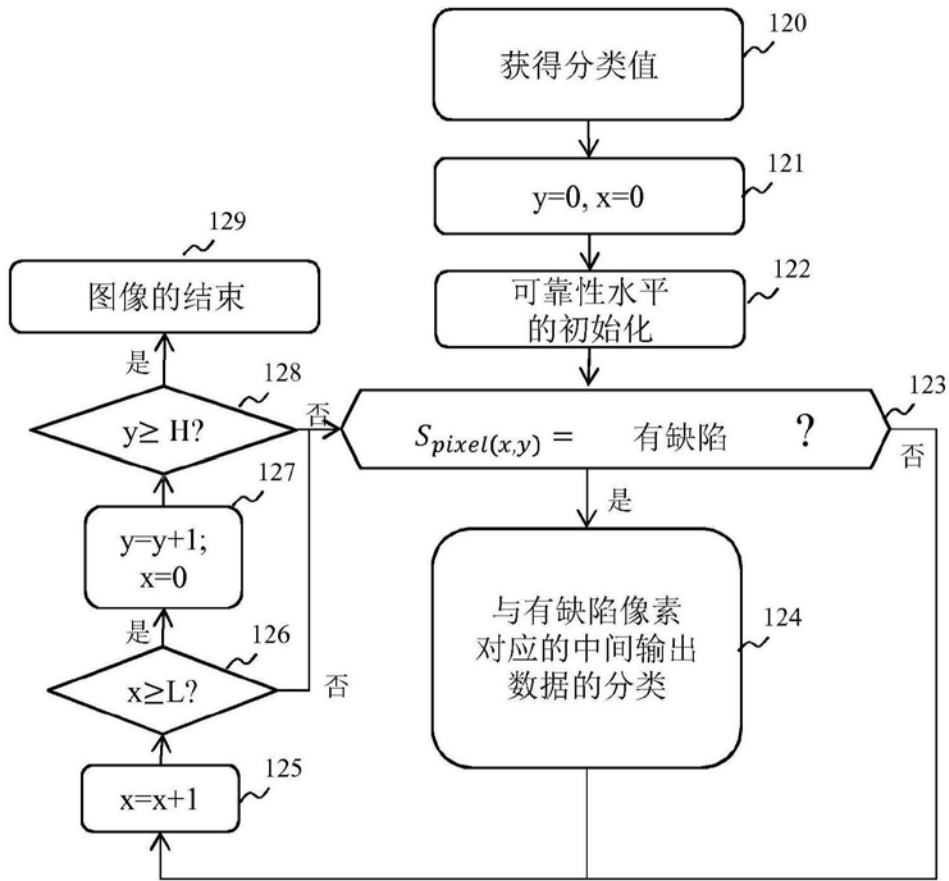 120
获得分类值
121
y=0, x=0
122
可靠性水平
的初始化
123
S_pixel(x,y) = 有缺陷 ?
否
是
124
与有缺陷像素
对应的中间输出
数据的分类
125
x=x+1
126
x≥L?
否
是
127
y=y+1;
x=0
128
y≥ H?
否
是
129
图像的结束